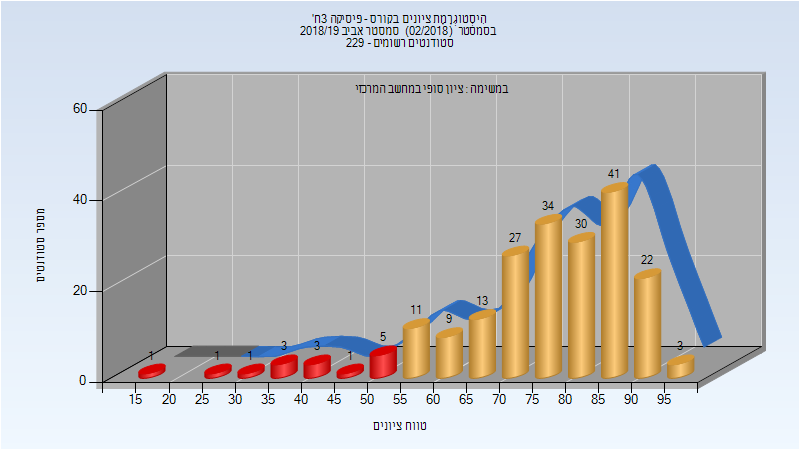 היסטוגרמת ציונים בקורס - פיסיקה 3ח'
בסמסטר (02/2018) סמסטר אביב 2018/19
סטודנטים רשומים - 229
במשימה : ציון סופי במחשב המרכזי
מספר סטודנטים
60
40
20
0
1
1
1
3
3
1
5
11
9
13
27
34
30
41
22
3
15 20 25 30 35 40 45 50 55 60 65 70 75 80 85 90 95
טווח ציונים